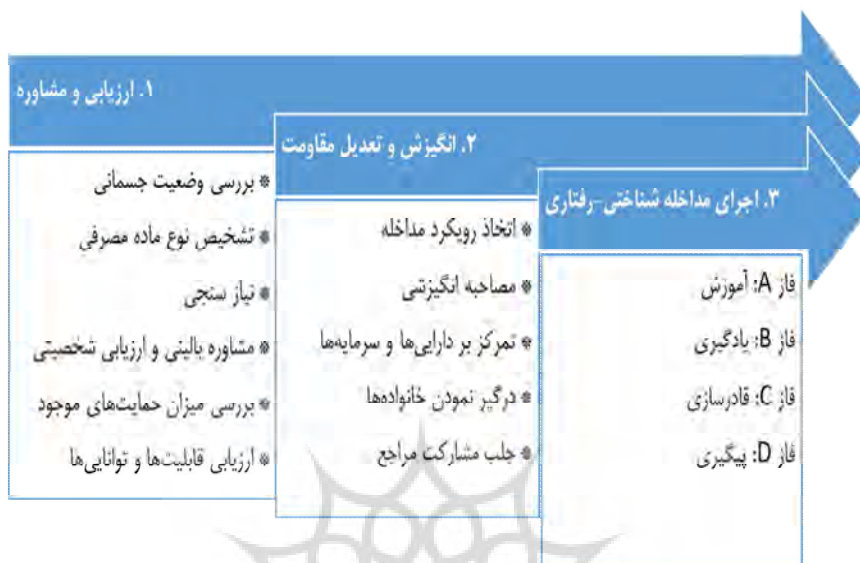 ۱. ارزیابی و مشاوره
* بررسی وضعیت جسمانی
* تشخیص نوع ماده مصرفی
* نیاز سنجی
* مشاوره بالینی و ارزیابی شخصیتی
* بررسی میزان حمایت‌های موجود
* ارزیابی قابلیت‌ها و توانایی‌ها
۲. انگیزش و تعدیل مقاومت
* اتخاذ رویکرد مداخله
* مصاحبه انگیزشی
* تمرکز بر دارایی‌ها و سرمایه‌ها
* درگیر نمودن خانواده‌ها
* جلب مشارکت مراجع
۳. اجرای مداخله شناختی-رفتاری
فاز A: آموزش
فاز B: یادگیری
فاز C: قادرسازی
فاز D: پیگیری